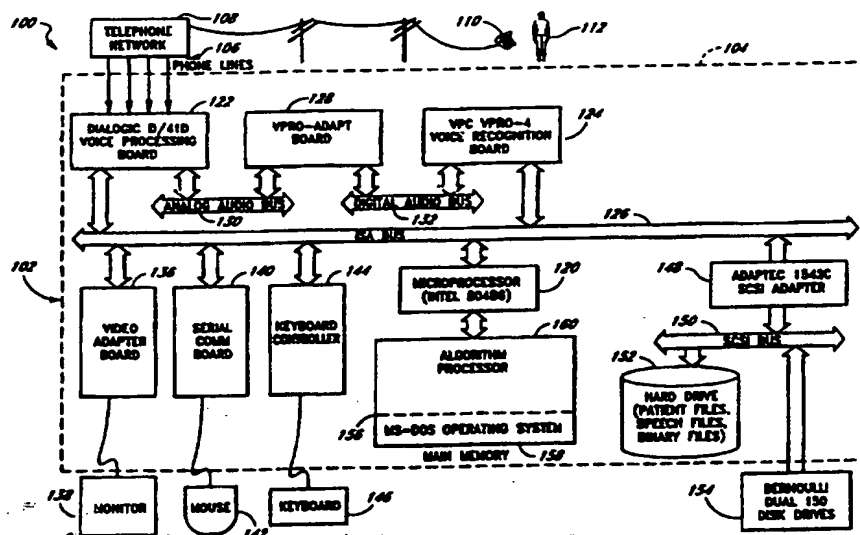 100
108
TELEPHONE
NETWORK
106
PHONE LINES
110
112
104
122
DIALOGIC D/41D
VOICE PROCESSING
BOARD
128
VPRO-ADAPT
BOARD
VPC VPRO-4
VOICE RECOGNITION
BOARD
124
ANALOG AUDIO BUS
130
DIGITAL AUDIO BUS
132
126
ISA BUS
102
136
VIDEO
ADAPTER
BOARD
140
SERIAL
COMM
BOARD
144
KEYBOARD
CONTROLLER
MICROPROCESSOR
(INTEL 80486)
120
148
ADAPTEC 1542C
SCSI ADAPTER
160
ALGORITHM
PROCESSOR
156
MS-DOS OPERATING SYSTEM
158
MAIN MEMORY
150
SCSI BUS
152
HARD DRIVE
(PATIENT FILES,
SPEECH FILES,
BINARY FILES)
138
MONITOR
MOUSE
142
KEYBOARD
146
154
BERNOULLI
DUAL 150
DISK DRIVES